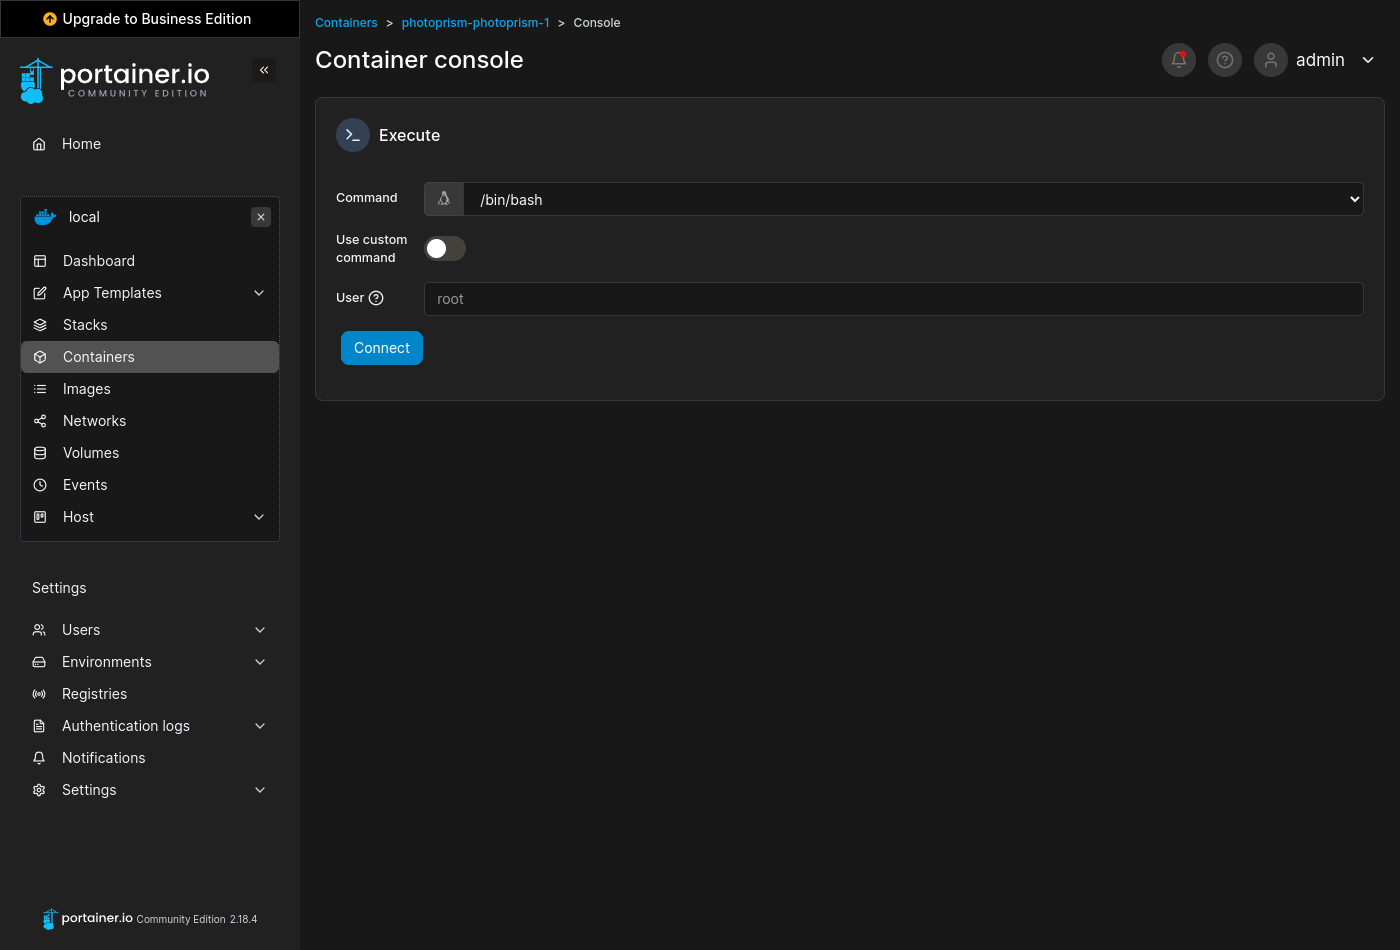 Upgrade to Business Edition
portainer.io
COMMUNITY EDITION
Home
local
Dashboard
App Templates
Stacks
Containers
Images
Networks
Volumes
Events
Host
Settings
Users
Environments
Registries
Authentication logs
Notifications
Settings
portainer.io Community Edition 2.18.4
Containers > photoprism-photoprism-1 > Console
Container console
admin
Execute
Command /bin/bash
Use custom
command
User root
Connect